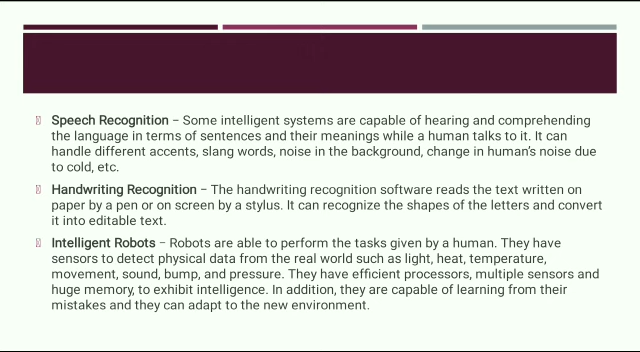 Speech Recognition – Some intelligent systems are capable of hearing and comprehending
the language in terms of sentences and their meanings while a human talks to it. It can
handle different accents, slang words, noise in the background, change in human's noise due
to cold, etc.
Handwriting Recognition – The handwriting recognition software reads the text written on
paper by a pen or on screen by a stylus. It can recognize the shapes of the letters and convert
it into editable text.
Intelligent Robots – Robots are able to perform the tasks given by a human. They have
sensors to detect physical data from the real world such as light, heat, temperature,
movement, sound, bump, and pressure. They have efficient processors, multiple sensors and
huge memory, to exhibit intelligence. In addition, they are capable of learning from their
mistakes and they can adapt to the new environment.